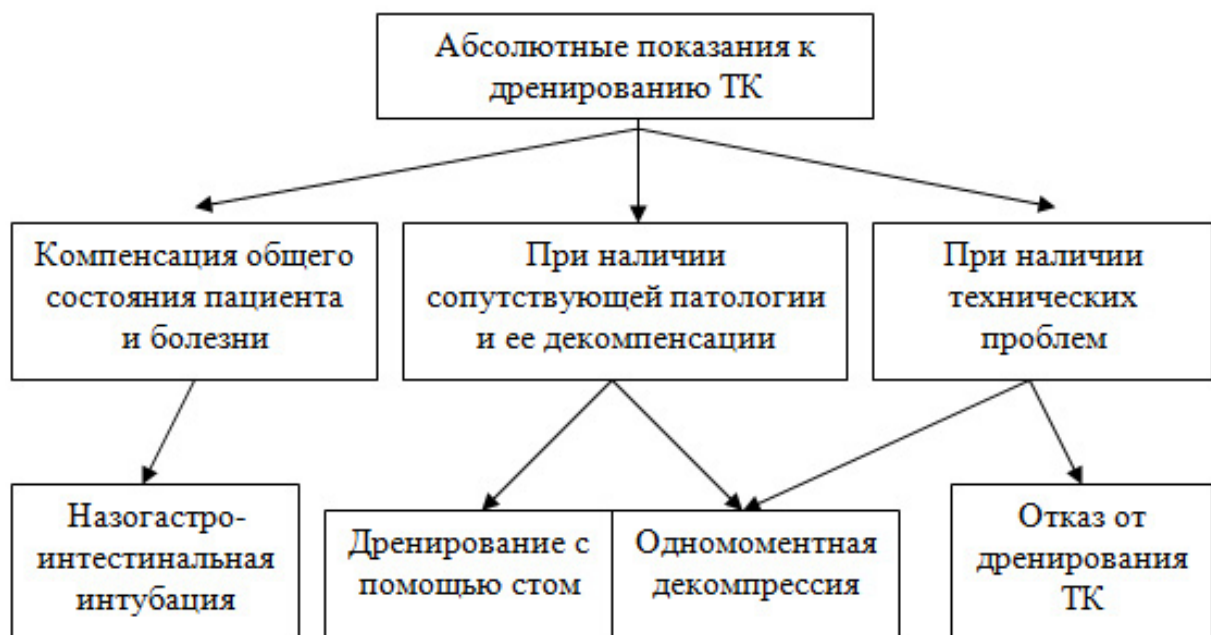 Абсолютные показания к
дренированию ТК
Компенсация общего
состояния пациента
и болезни
При наличии
сопутствующей патологии
и ее декомпенсации
При наличии
технических
проблем
Назогастро-
интестинальная
интубация
Дренирование с
помощью стом
Одномоментная
декомпрессия
Отказ от
дренирования
ТК